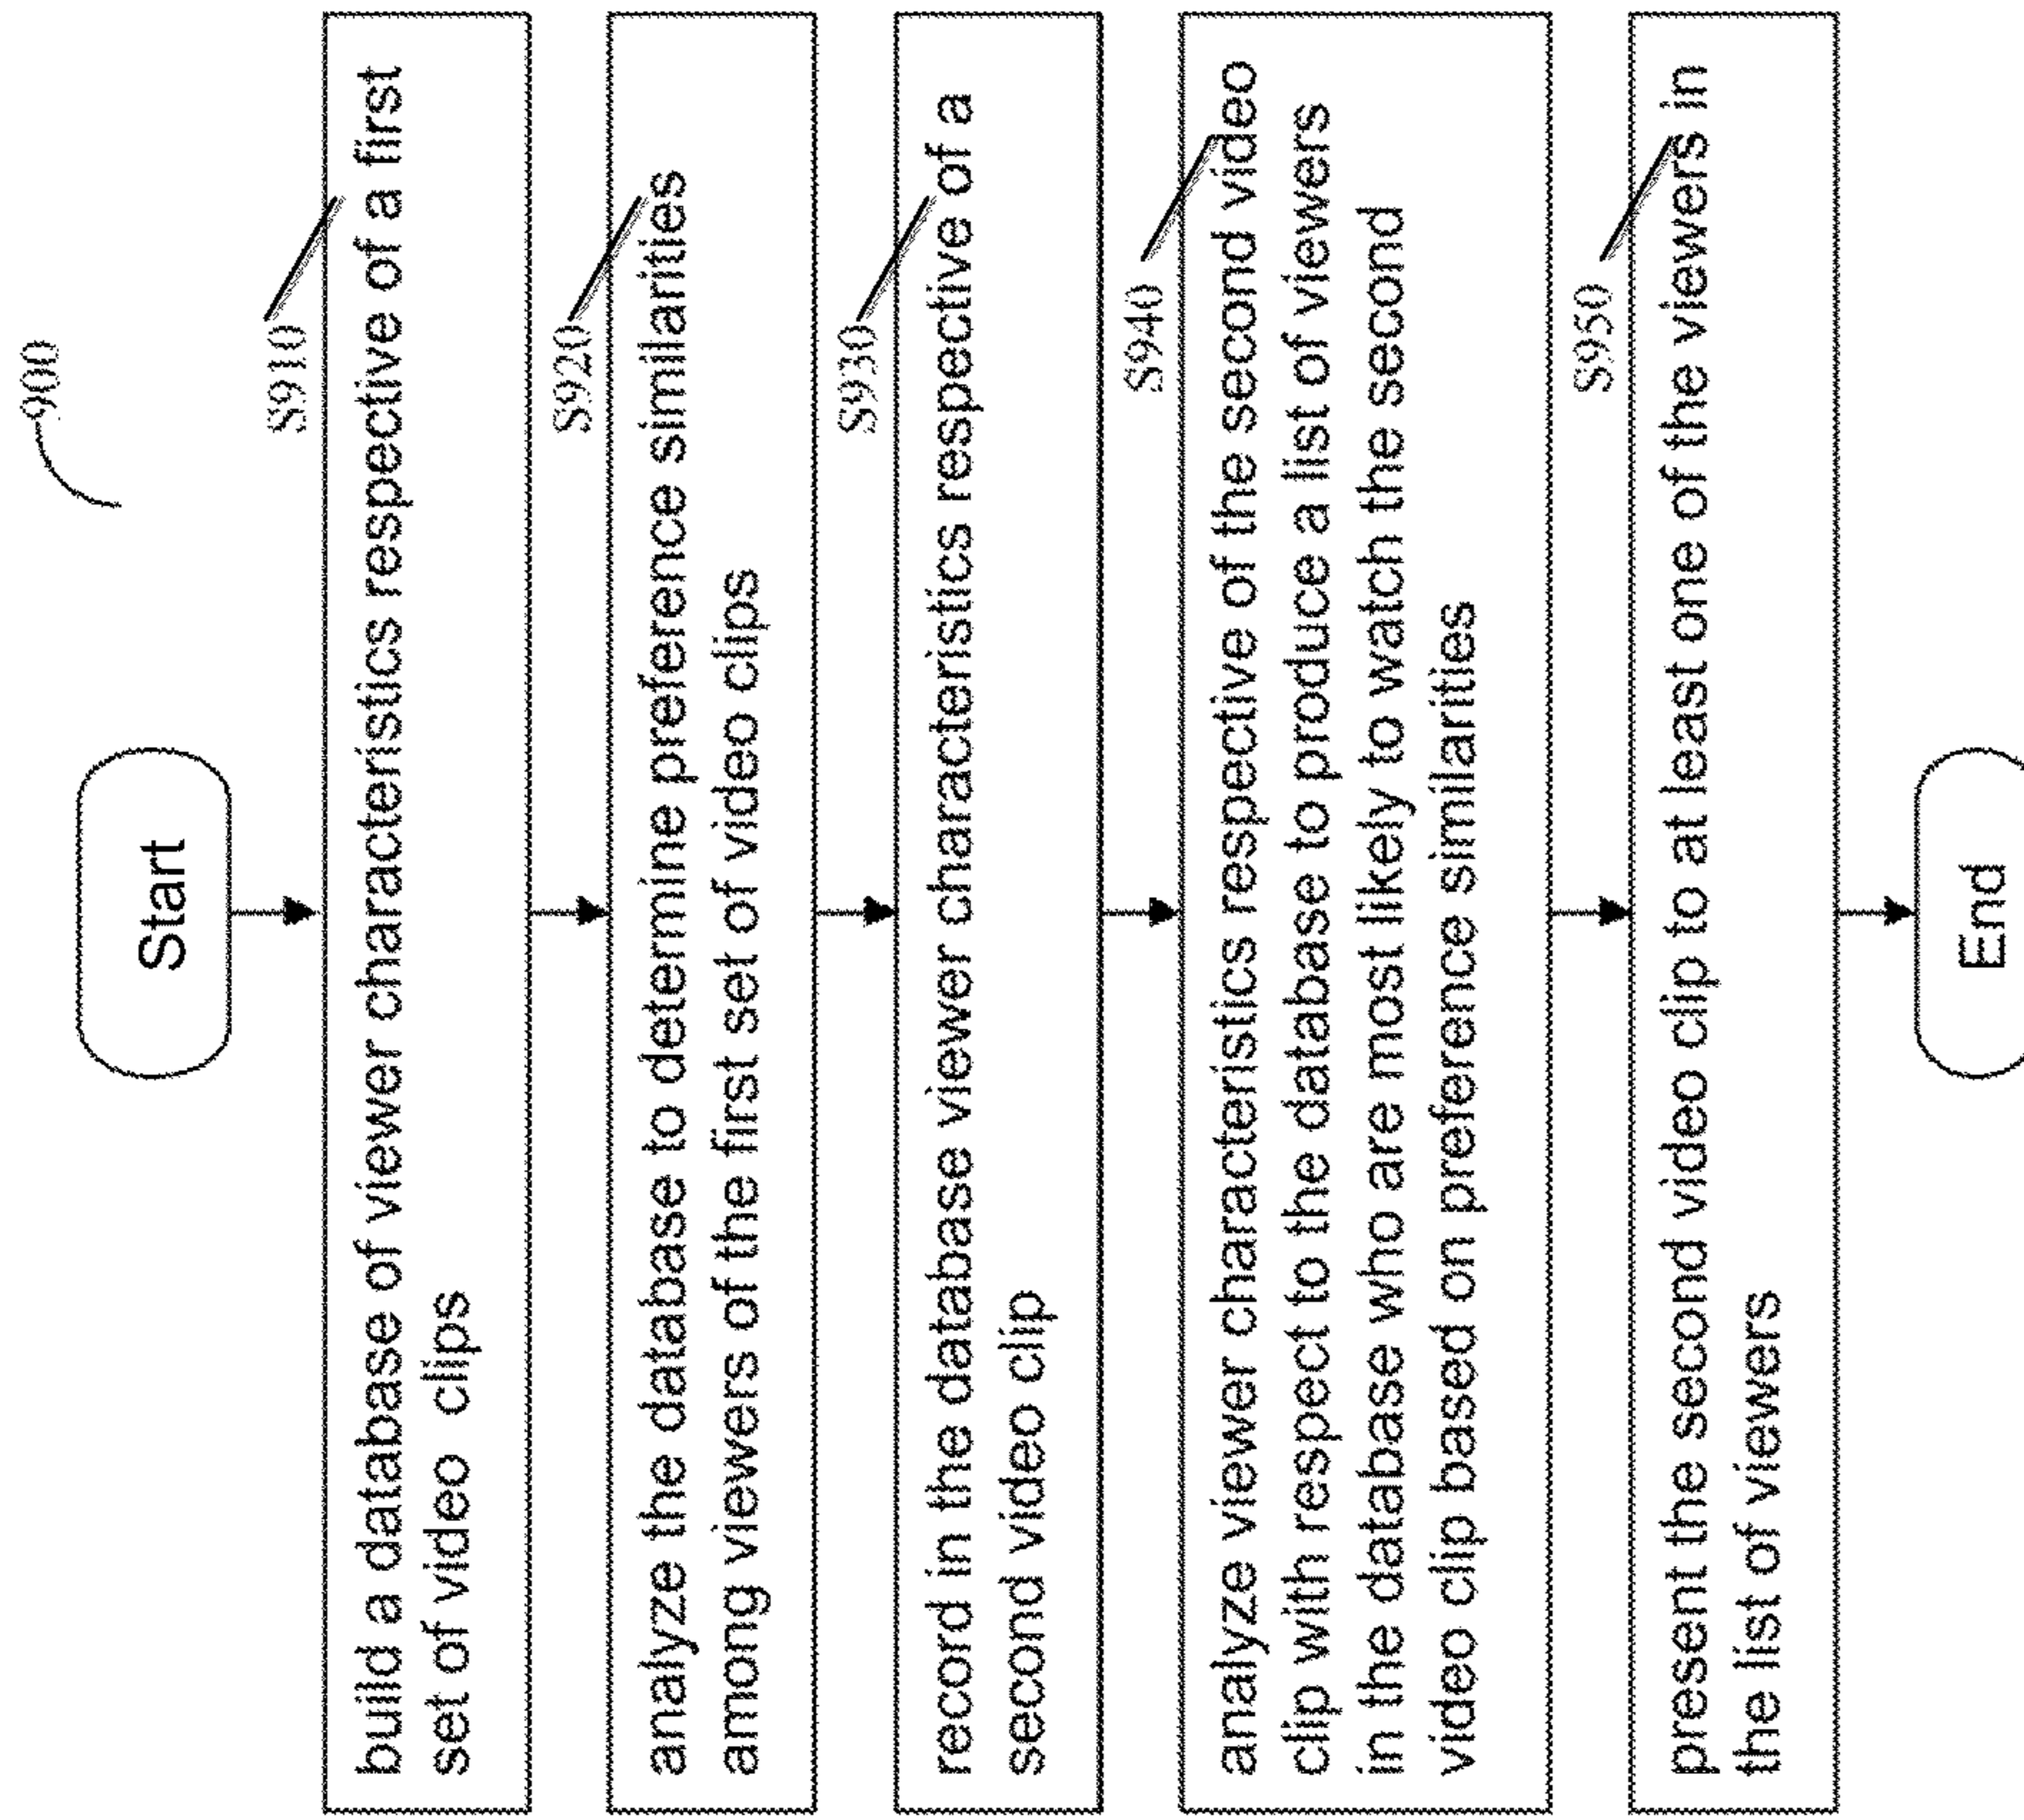 900
Start
S910
build a database of viewer characteristics respective of a first
set of video clips
S920
analyze the database to determine preference similarities
among viewers of the first set of video clips
S930
record in the database viewer characteristics respective of a
second video clip
S940
analyze viewer characteristics respective of the second video
clip with respect to the database to produce a list of viewers
in the database who are most likely to watch the second
video clip based on preference similarities
S950
present the second video clip to at least one of the viewers in
the list of viewers
End